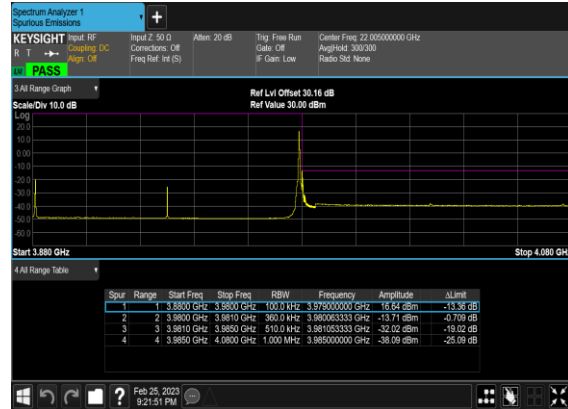 Spectrum Analyzer 1
Spurious Emissions
+
KEYSIGHT Input: RF Input Z: 50 Ω Atten: 20 dB Trig: Free Run Center Freq: 22.005000000 GHz
R T Coupling: DC Corrections: Off Gate: Off Avg|Hold: 300/300
Align: Off Freq Ref: Int (S) IF Gain: Low Radio Std: None
PASS
3 All Range Graph
Ref Lvl Offset 30.16 dB
Scale/Div 10.0 dB Ref Value 30.00 dBm
Log
20.0
10.0
0.00
-10.0
-20.0
-30.0
-40.0
-50.0
-60.0
Start 3.880 GHz Stop 4.080 GHz
4 All Range Table
Spur Range Start Freq Stop Freq RBW Frequency Amplitude ΔLimit
1 1 3.8800 GHz 3.9800 GHz 100.0 kHz 3.979000000 GHz 16.64 dBm -13.36 dB
2 2 3.9800 GHz 3.9810 GHz 360.0 kHz 3.980063333 GHz -13.71 dBm -0.709 dB
3 3 3.9810 GHz 3.9850 GHz 510.0 kHz 3.981053333 GHz -32.02 dBm -19.02 dB
4 4 3.9850 GHz 4.0800 GHz 1.000 MHz 3.985000000 GHz -38.09 dBm -25.09 dB
? Feb 25, 2023
9:21:51 PM